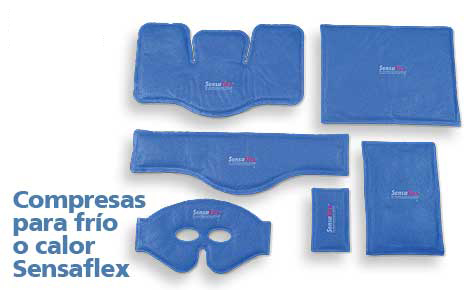 Compresas
para frío
o calor
Sensaflex